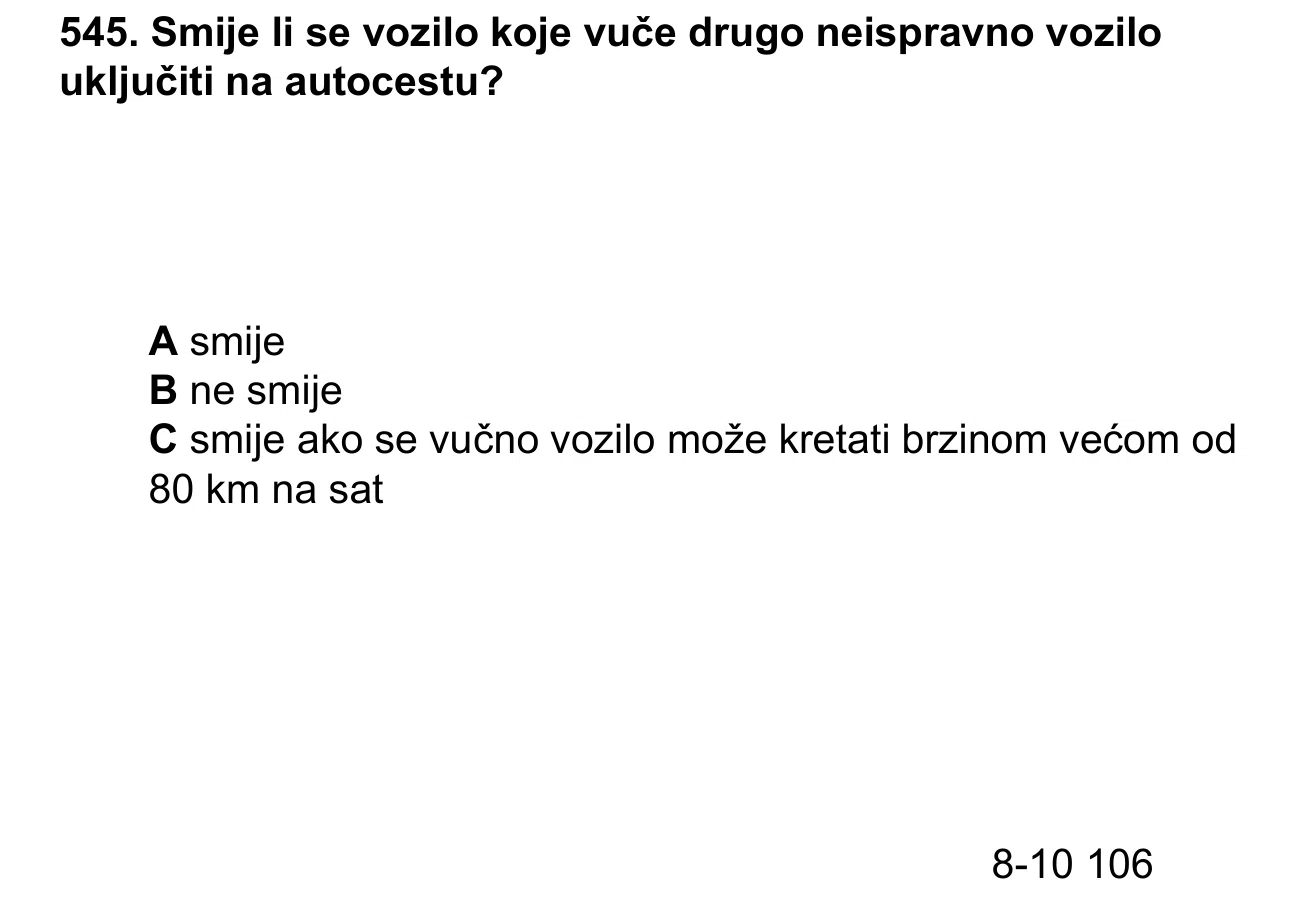 545. Smije li se vozilo koje vuče drugo neispravno vozilo
uključiti na autocestu?
A smije
B ne smije
C smije ako se vučno vozilo može kretati brzinom većom od
80 km na sat
8-10 106